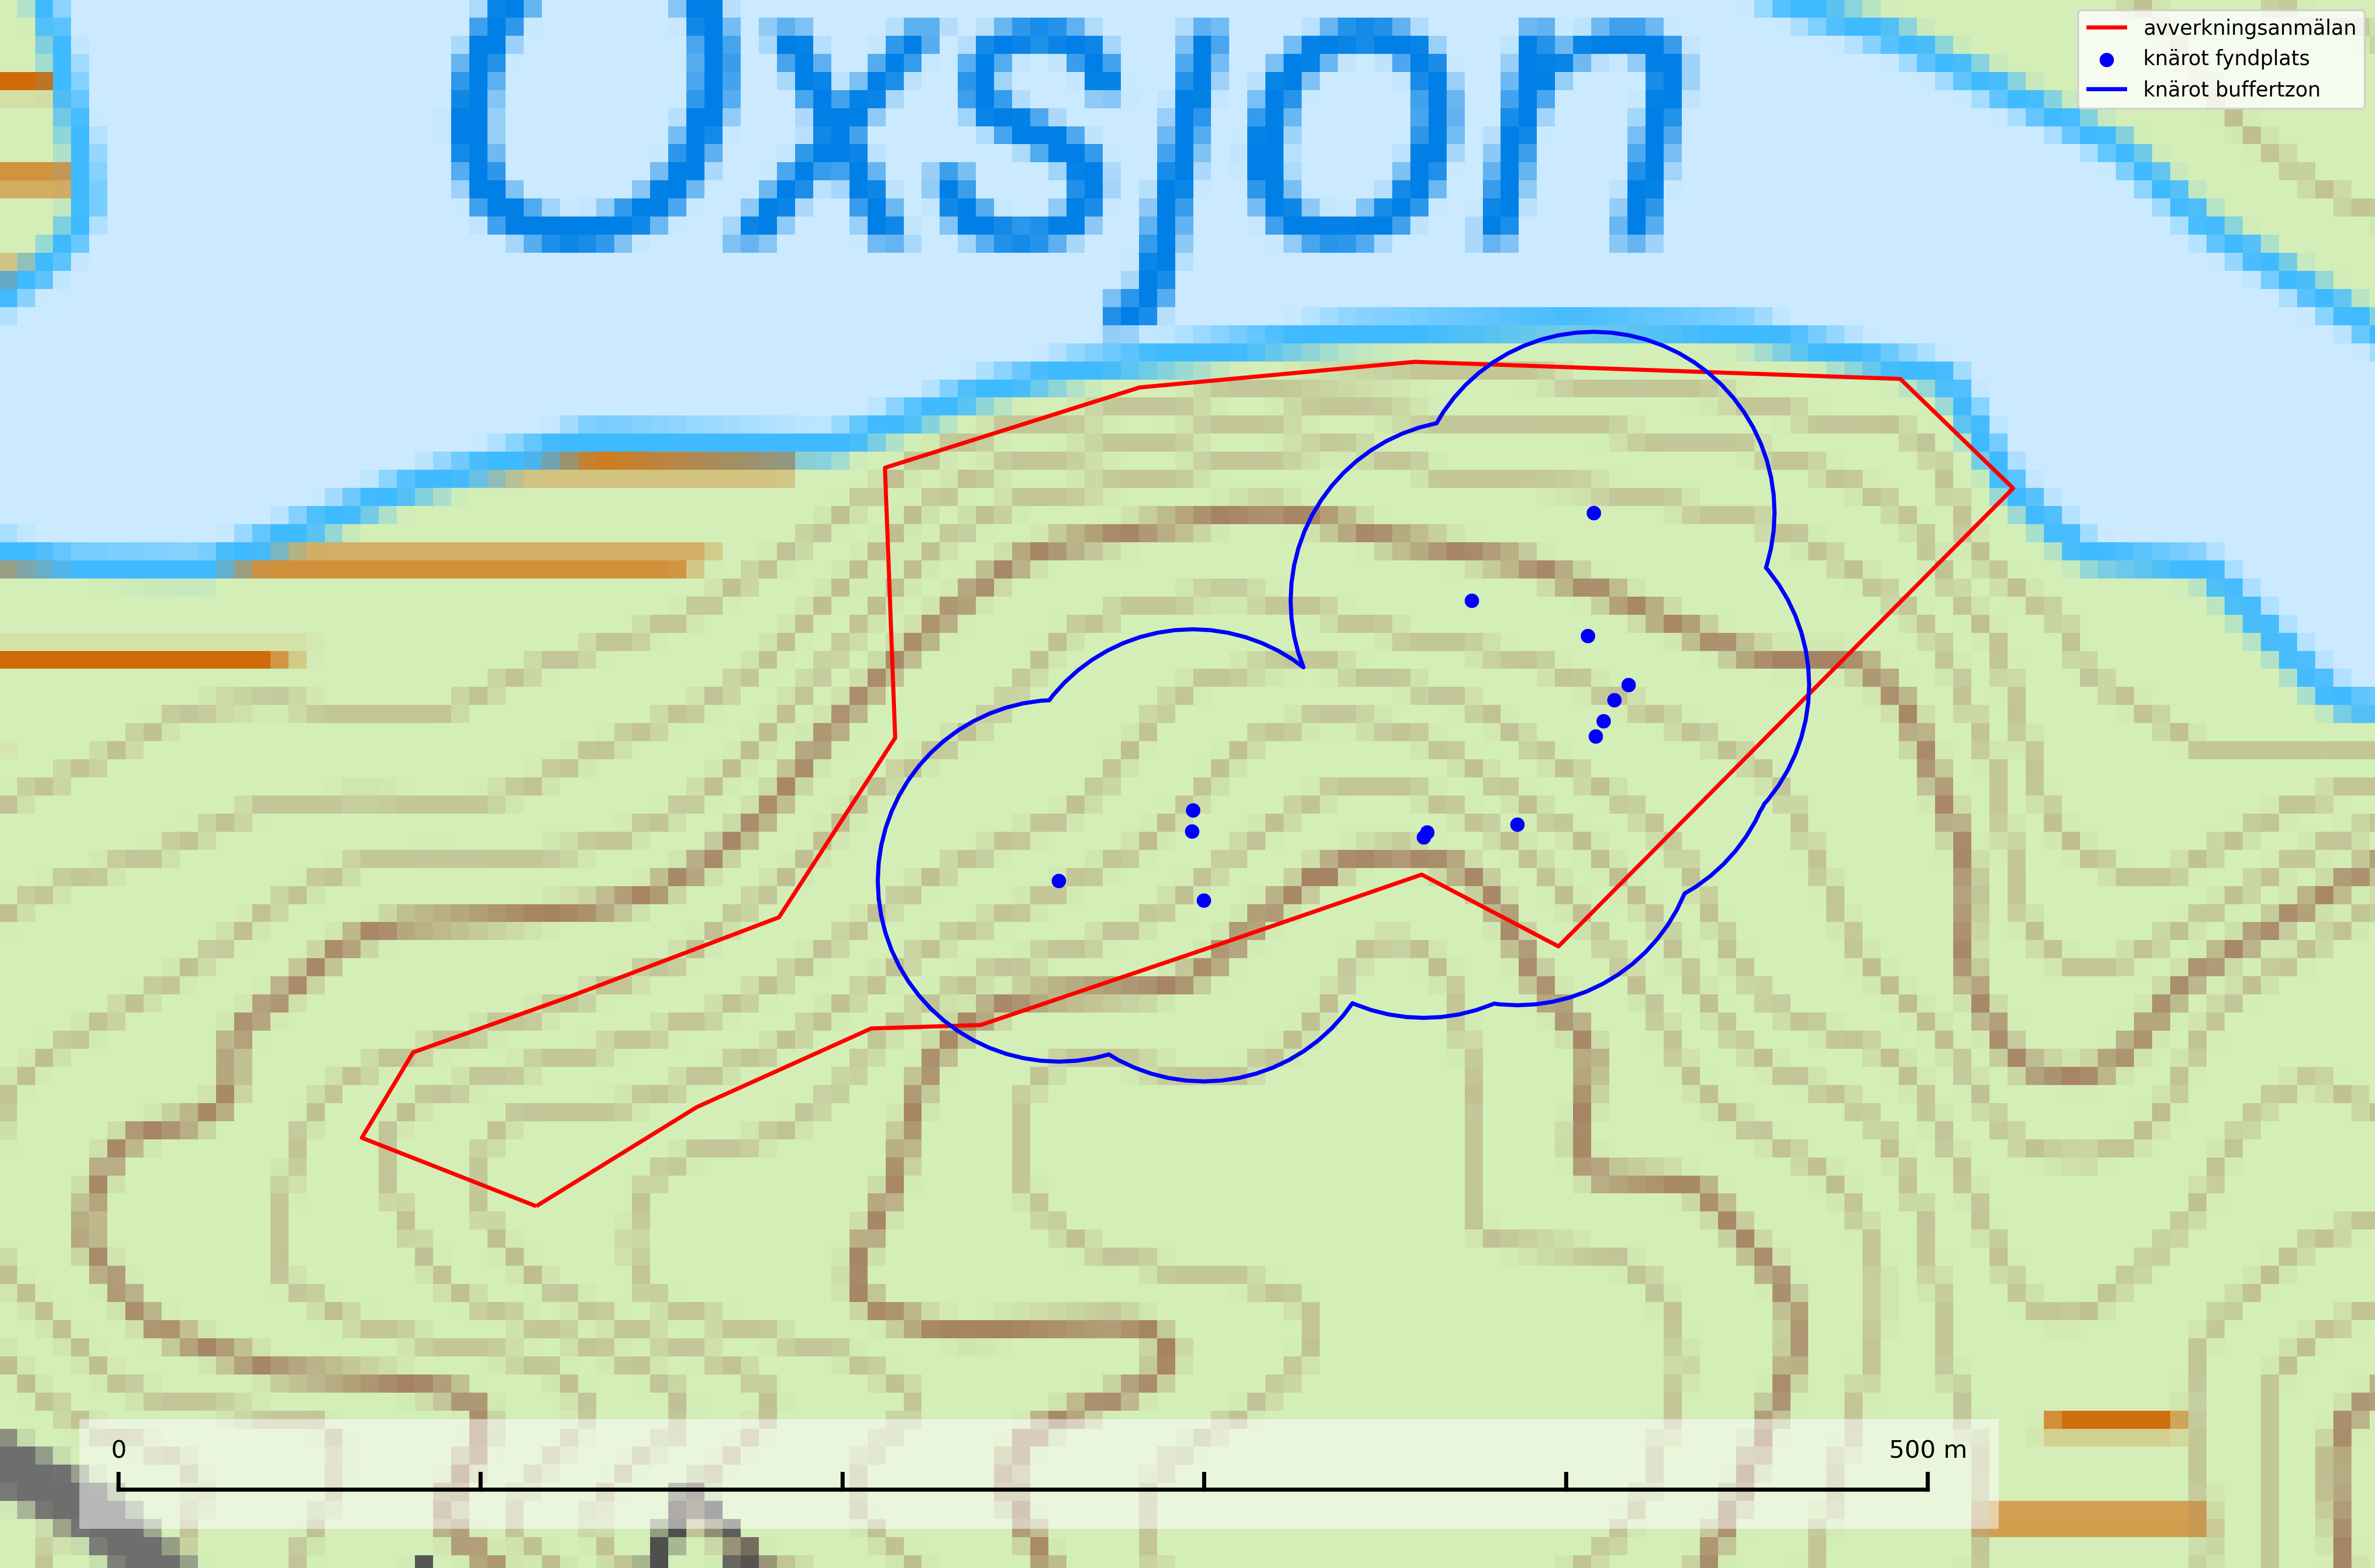 Oxsjön
avverkningsanmälan
knärot fyndplats
knärot buffertzon
0
500 m